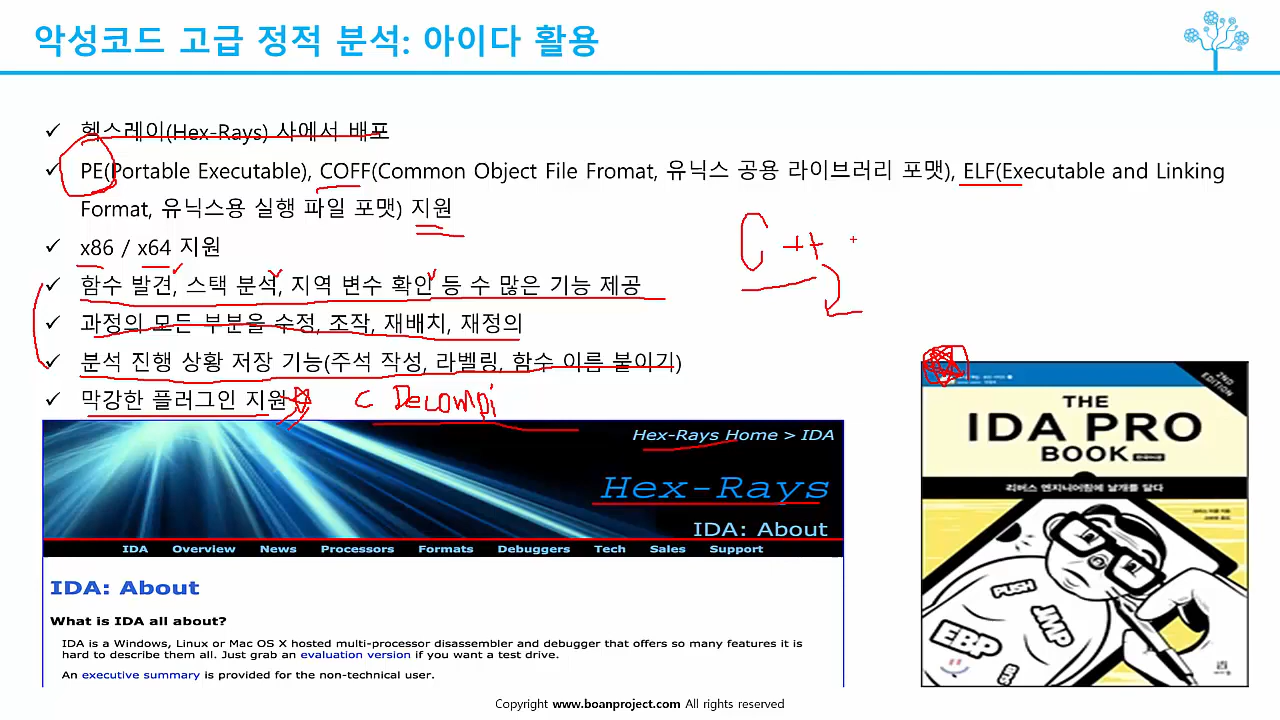 악성코드 고급 정적 분석: 아이다 활용
✓ 헥스레이(Hex-Rays) 사에서 배포
✓ PE(Portable Executable), COFF(Common Object File Fromat, 유닉스 공용 라이브러리 포맷), ELF(Executable and Linking
Format, 유닉스용 실행 파일 포맷) 지원
✓ x86 / x64 지원
C++
✓ 함수 발견, 스택 분석, 지역 변수 확인 등 수 많은 기능 제공
✓ 과정의 모든 부분을 수정, 조작, 재배치, 재정의
✓ 분석 진행 상황 저장 기능(주석 작성, 라벨링, 함수 이름 붙이기)
✓ 막강한 플러그인 지원
C Decompi
Hex-Rays Home > IDA
Hex-Rays
IDA: About
IDA Overview News Processors Formats Debuggers Tech Sales Support
IDA: About
What is IDA all about?
IDA is a Windows, Linux or Mac OS X hosted multi-processor disassembler and debugger that offers so many features it is
hard to describe them all. Just grab an evaluation version if you want a test drive.
An executive summary is provided for the non-technical user.
2ND
EDITION
THE
IDA PRO
BOOK 한국어판
리버스 엔지니어링에 날개를 달다
PUSH
JMP
EBP
Copyright www.boanproject.com All rights reserved